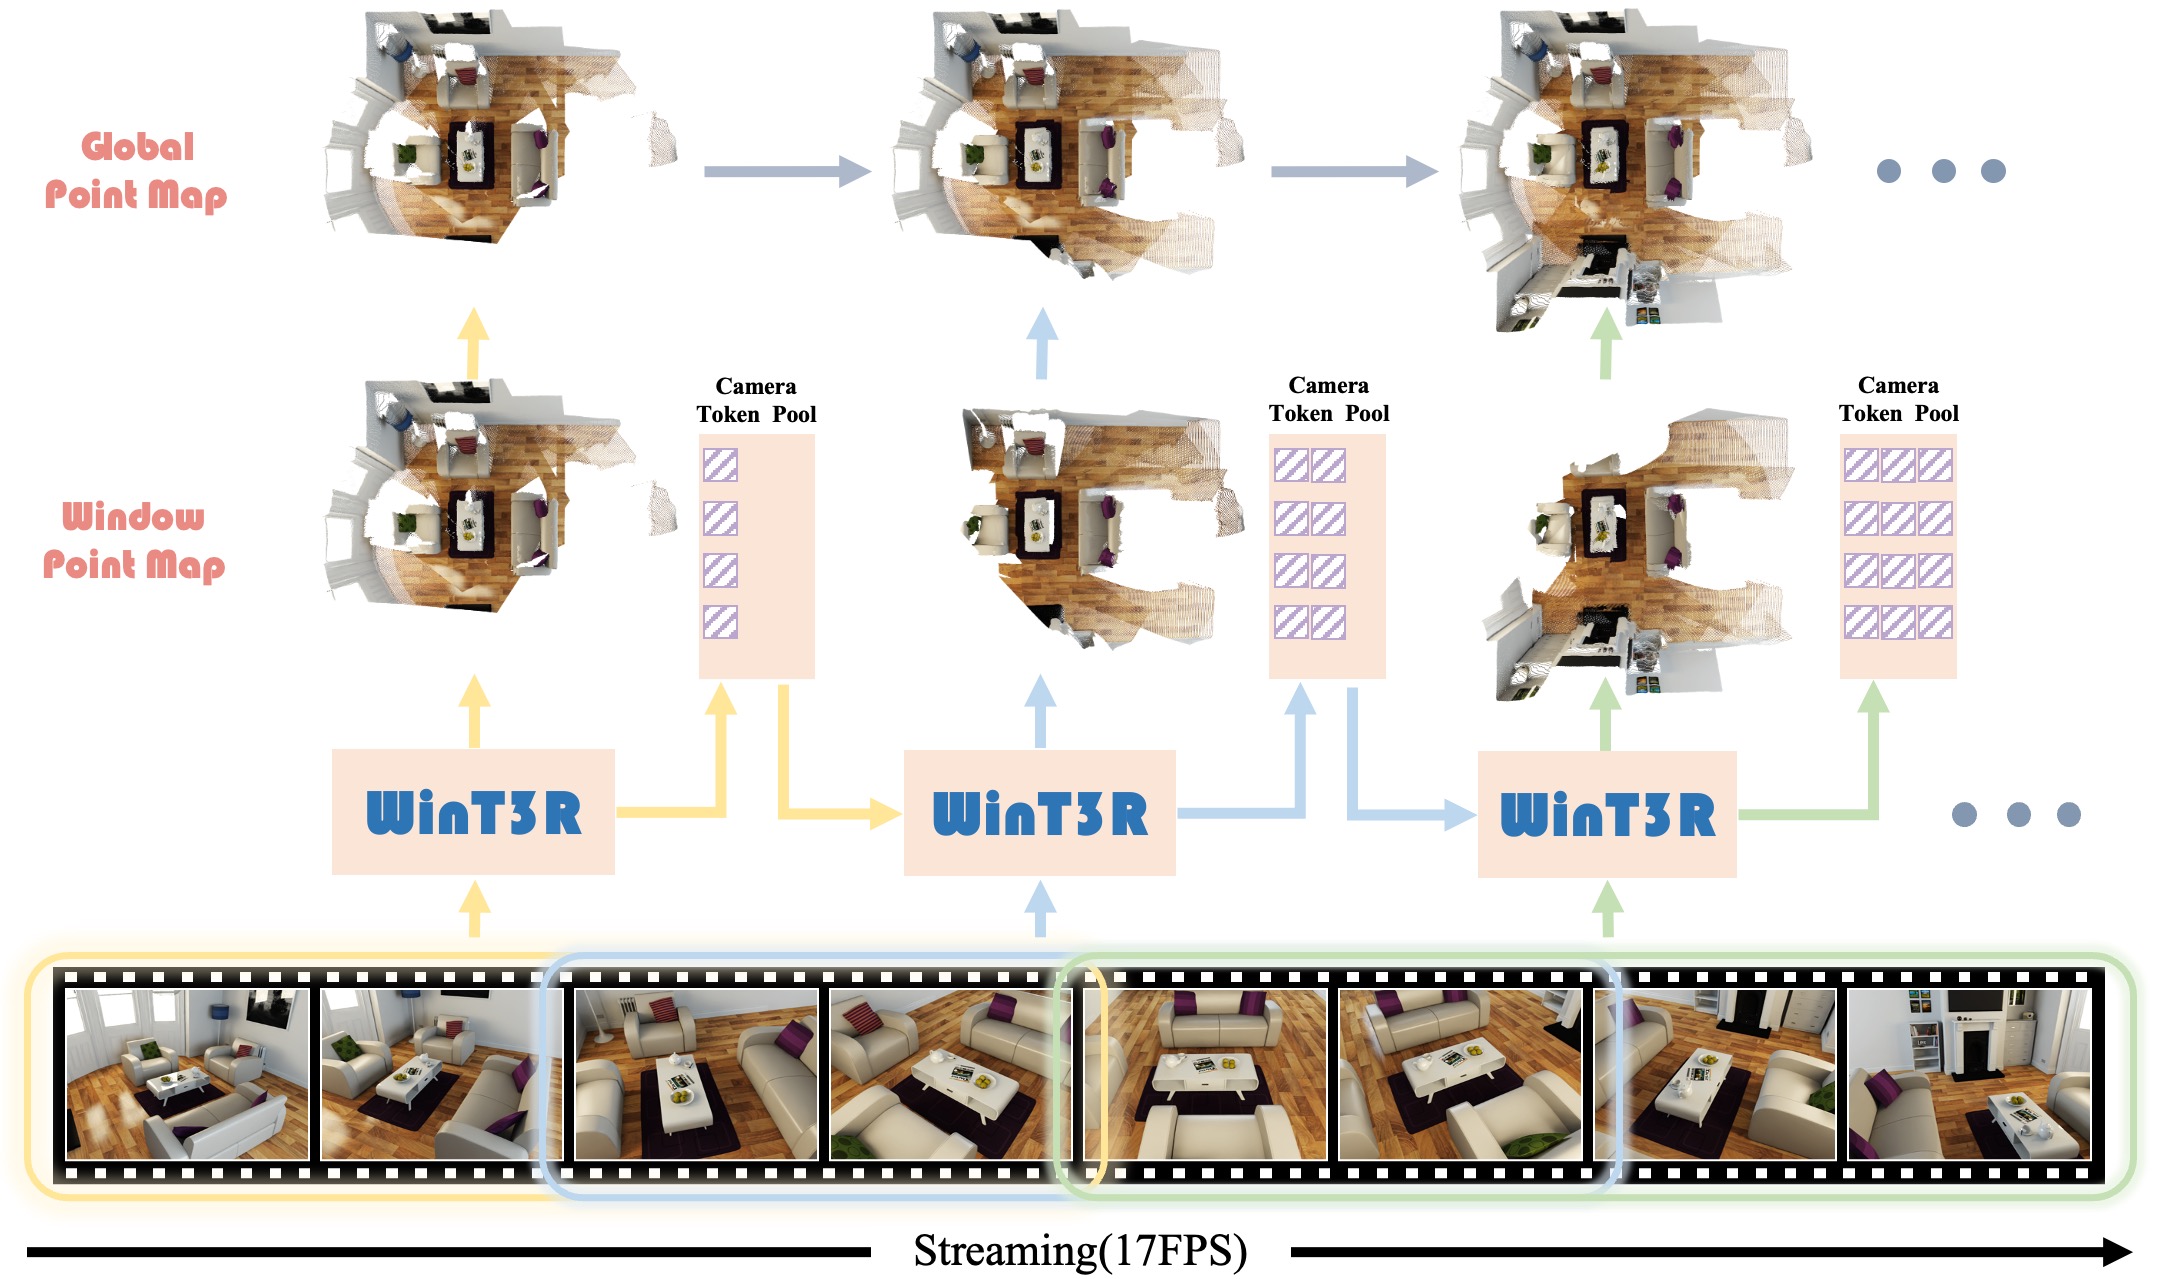 Global
Point Map
Camera
Token Pool
Camera
Token Pool
Camera
Token Pool
Window
Point Map
WinT3R
WinT3R
WinT3R
Streaming(17FPS)